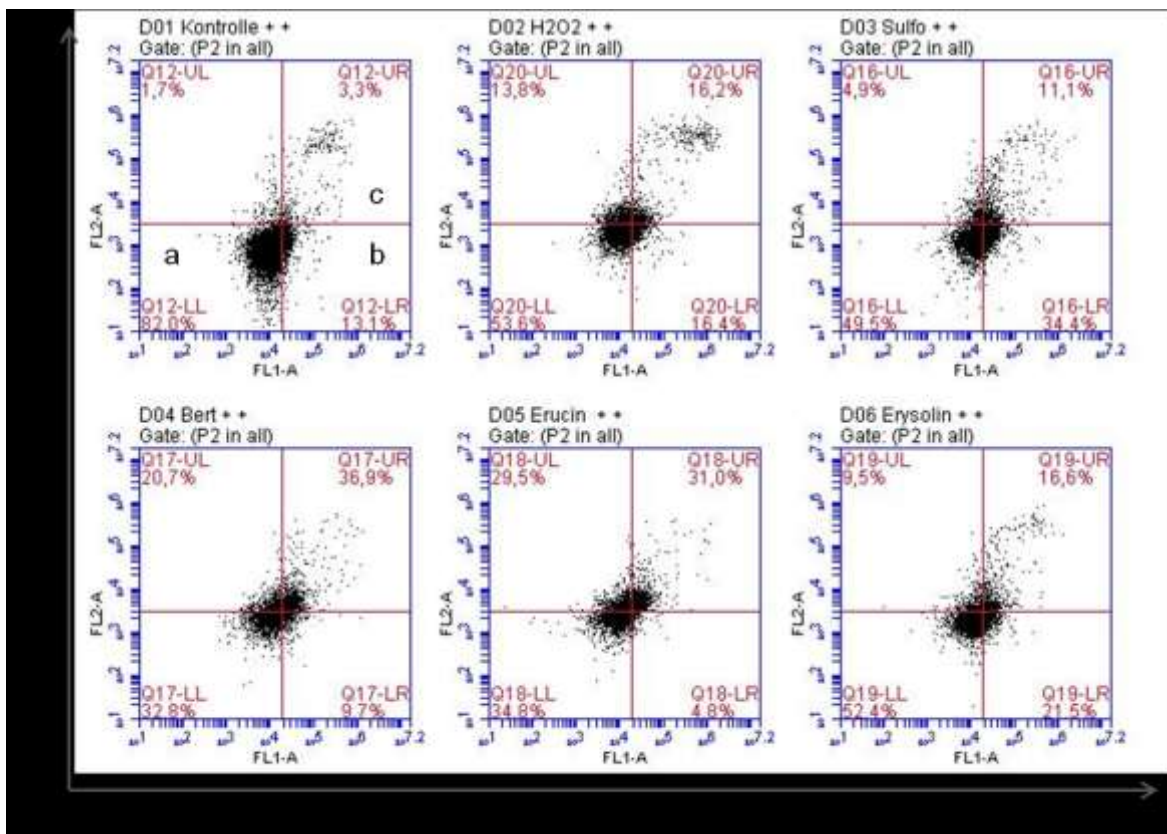 D01 Kontrolle + +
Gate: (P2 in all)
Q12-UL
1,7%
Q12-UR
3,3%
c
a
b
Q12-LL
82,0%
Q12-LR
13,1%
FL2-A
FL1-A
D02 H2O2 + +
Gate: (P2 in all)
Q20-UL
13,8%
Q20-UR
16,2%
Q20-LL
53,6%
Q20-LR
16,4%
FL2-A
FL1-A
D03 Sulfo + +
Gate: (P2 in all)
Q16-UL
4,9%
Q16-UR
11,1%
Q16-LL
49,5%
Q16-LR
34,4%
FL2-A
FL1-A
D04 Bert + +
Gate: (P2 in all)
Q17-UL
20,7%
Q17-UR
36,9%
Q17-LL
32,8%
Q17-LR
9,7%
FL2-A
FL1-A
D05 Erucin + +
Gate: (P2 in all)
Q18-UL
29,5%
Q18-UR
31,0%
Q18-LL
34,8%
Q18-LR
4,8%
FL2-A
FL1-A
D06 Erysolin + +
Gate: (P2 in all)
Q19-UL
9,5%
Q19-UR
16,6%
Q19-LL
52,4%
Q19-LR
21,5%
FL2-A
FL1-A